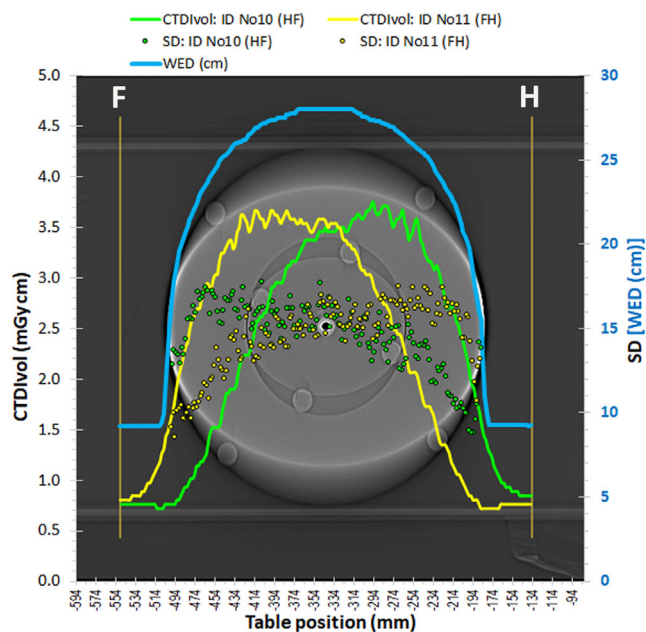 CTDIvol: ID No10 (HF) CTDIvol: ID No11 (FH)
SD: ID No10 (HF) SD: ID No11 (FH)
WED (cm)
F H
5.0
4.5
4.0
3.5
3.0
2.5
2.0
1.5
1.0
0.5
0.0
CTDIvol (mGy cm)
30
25
20
15
10
5
0
SD [WED (cm)]
-594 -574 -554 -534 -514 -494 -474 -454 -434 -414 -394 -374 -354 -334 -314 -294 -274 -254 -234 -214 -194 -174 -154 -134 -114 -94
Table position (mm)